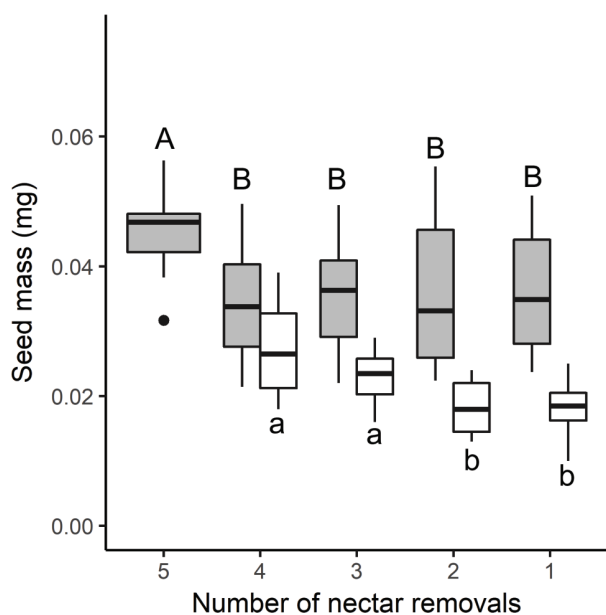 A
B
B
B
B
0.06
0.04
0.02
0.00
a
a
b
b
5
4
3
2
1
Seed mass (mg)
Number of nectar removals